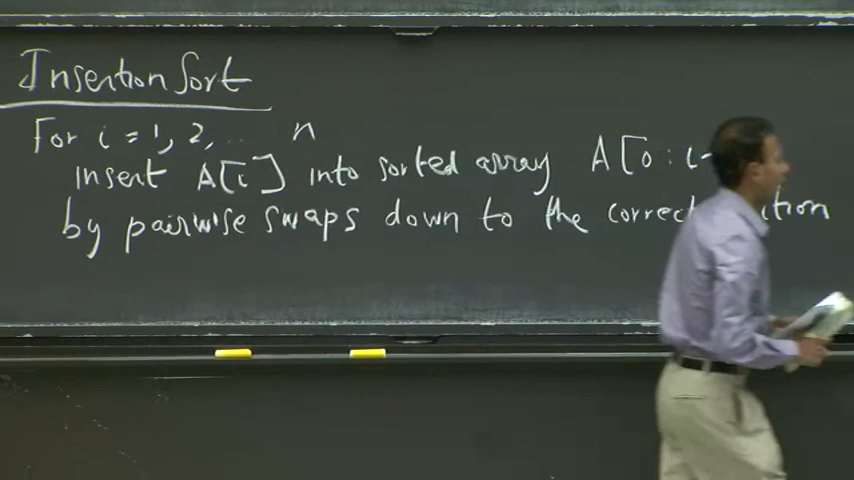 Insertion Sort
For i = 1, 2, ... n
insert A[i] into sorted array A[0 : i-
by pairwise swaps down to the correct